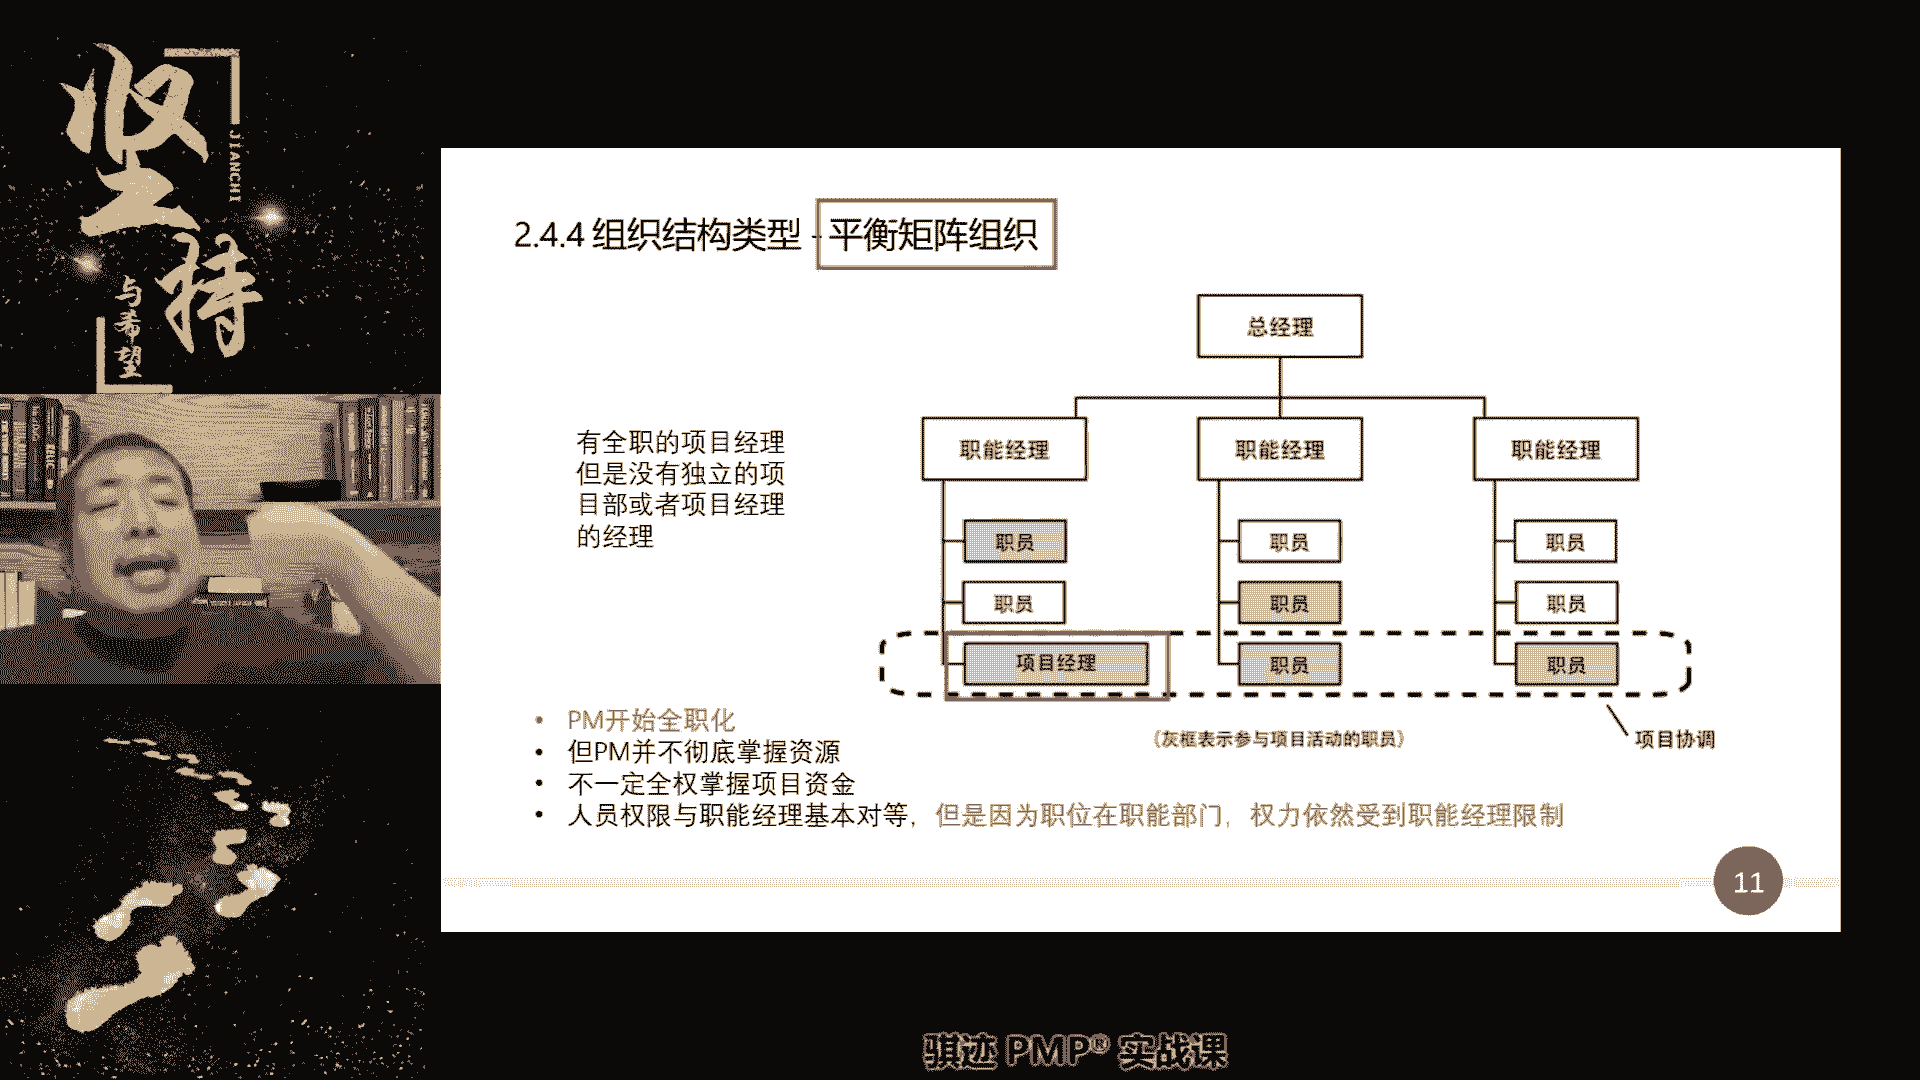 坚持
JIANCHI
与希望
2.4.4 组织结构类型 - 平衡矩阵组织
总经理
职能经理 职能经理 职能经理
有全职的项目经理
但是没有独立的项
目部或者项目经理
的经理
职员 职员 职员
职员 职员 职员
项目经理 职员 职员
(灰框表示参与项目活动的职员)
项目协调
• PM开始全职化
• 但PM并不彻底掌握资源
• 不一定全权掌握项目资金
• 人员权限与职能经理基本对等，但是因为职位在职能部门，权力依然受到职能经理限制
11
骐迹 PMP® 实战课